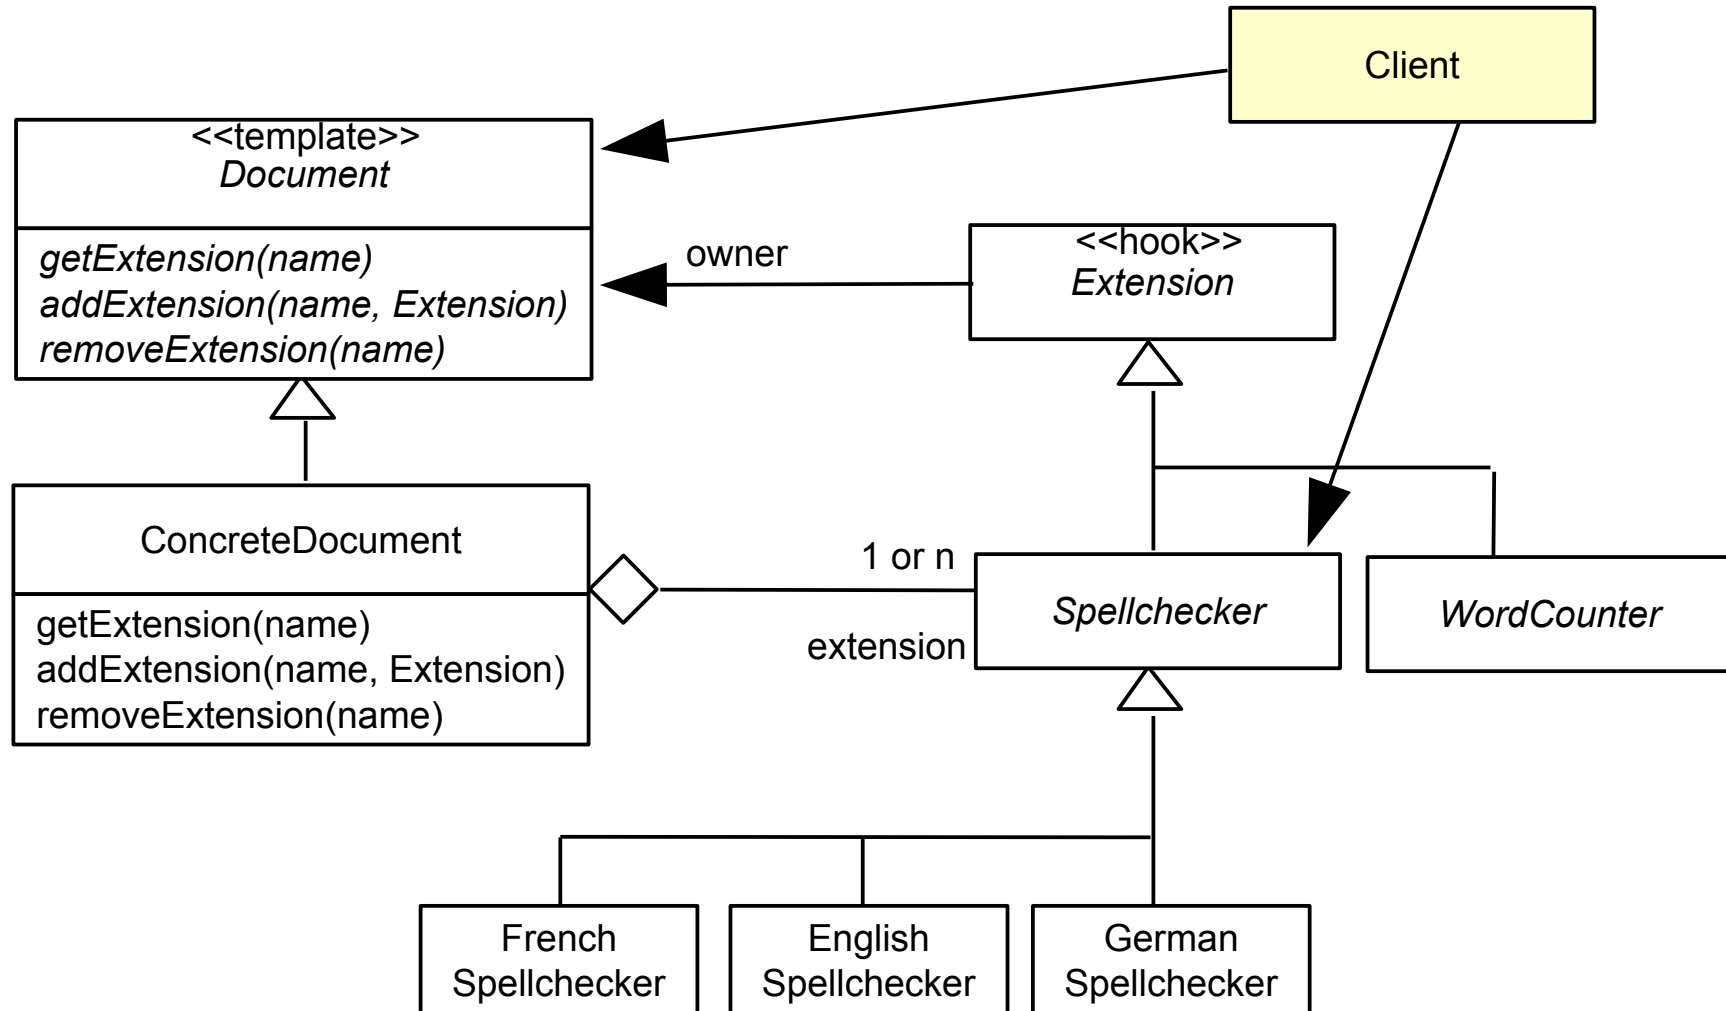 Client
<<template>>
Document
getExtension(name)
addExtension(name, Extension)
removeExtension(name)
owner
<<hook>>
Extension
ConcreteDocument
getExtension(name)
addExtension(name, Extension)
removeExtension(name)
1 or n
extension
Spellchecker
WordCounter
French
Spellchecker
English
Spellchecker
German
Spellchecker